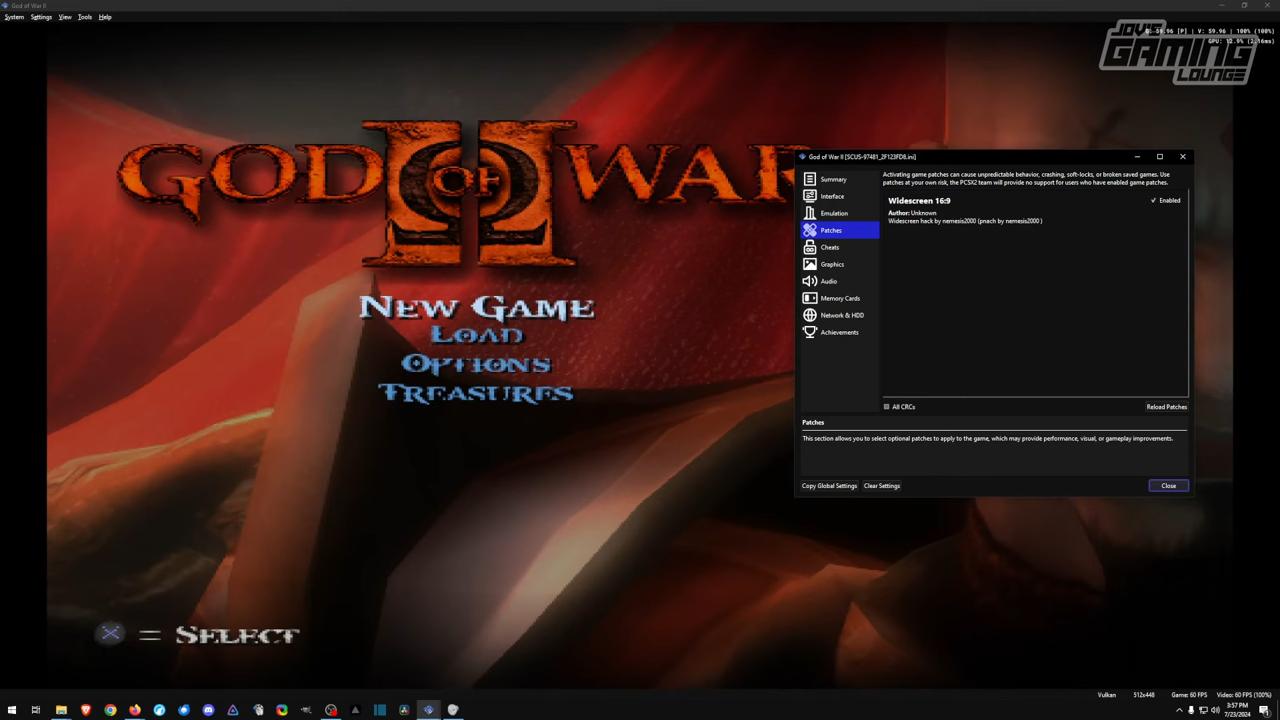 God of War II
System Settings View Tools Help
JOV'S
GAMING
LOUNGE
GOD OF WAR
II
NEW GAME
LOAD
OPTIONS
TREASURES
= SELECT
God of War II [SCUS-97481_2F123FD8.ini]
Summary
Interface
Emulation
Patches
Cheats
Graphics
Audio
Memory Cards
Network & HDD
Achievements
Activating game patches can cause unpredictable behavior, crashing, soft-locks, or broken saved games. Use
patches at your own risk, the PCSX2 team will provide no support for users who have enabled game patches.
Widescreen 16:9
✓ Enabled
Author: Unknown
Widescreen hack by nemesis2000 (pnach by nemesis2000 )
All CRCs
Reload Patches
Patches
This section allows you to select optional patches to apply to the game, which may provide performance, visual, or gameplay improvements.
Copy Global Settings Clear Settings
Close
Vulkan 512x448 Game: 60 FPS Video: 60 FPS (100%)
3:57 PM
7/23/2024